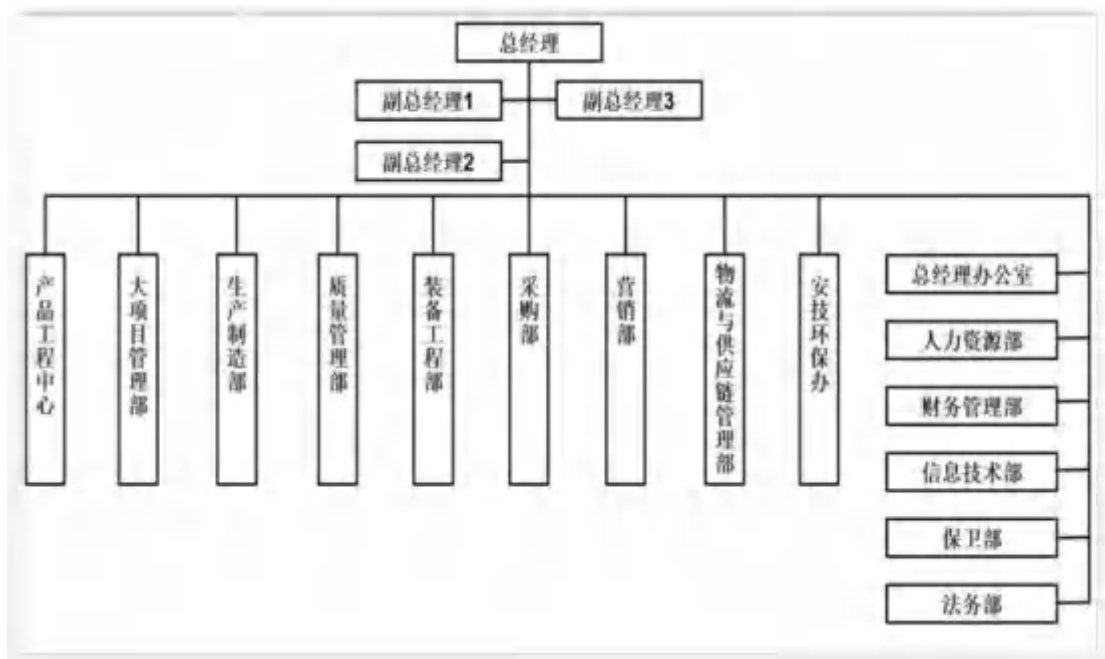 总经理
副总经理1
副总经理3
副总经理2
产品工程中心
大项目管理部
生产制造部
质量管理部
装备工程部
采购部
营销部
物流与供应链管理部
安技环保办
总经理办公室
人力资源部
财务管理部
信息技术部
保卫部
法务部